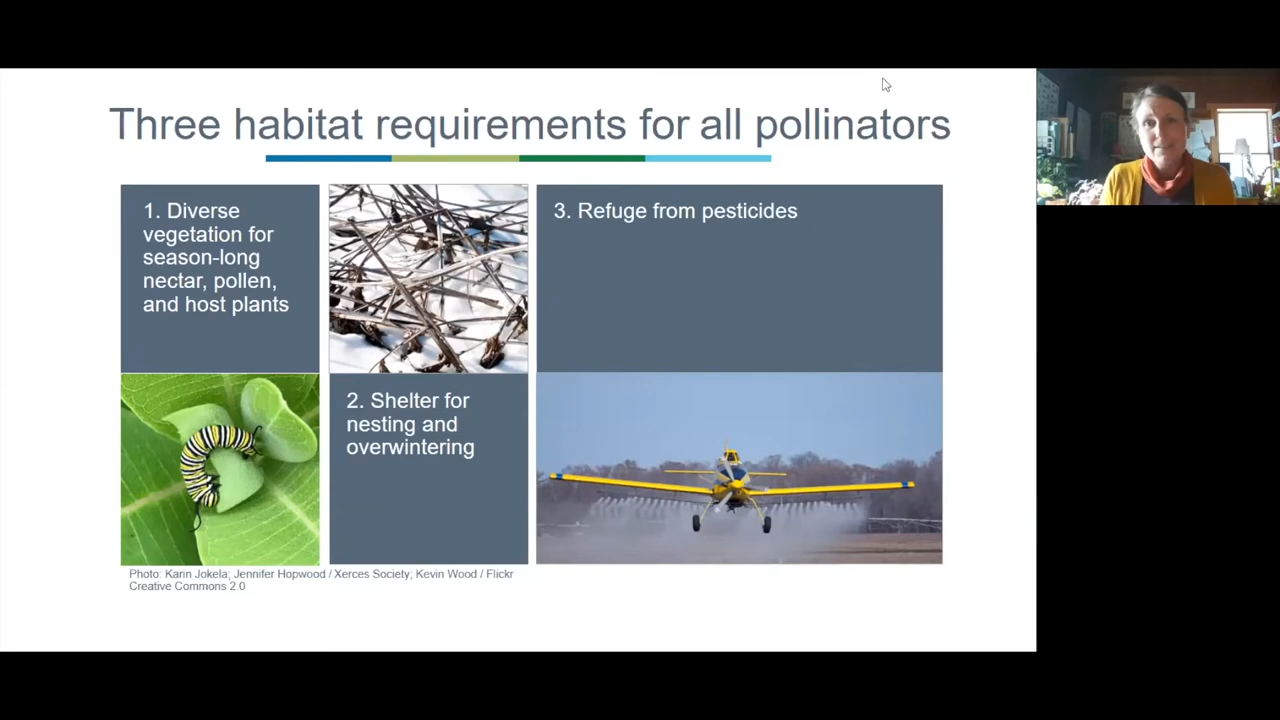 Three habitat requirements for all pollinators
1. Diverse
vegetation for
season-long
nectar, pollen,
and host plants
2. Shelter for
nesting and
overwintering
3. Refuge from pesticides
Photo: Karin Jokela; Jennifer Hopwood / Xerces Society; Kevin Wood / Flickr
Creative Commons 2.0